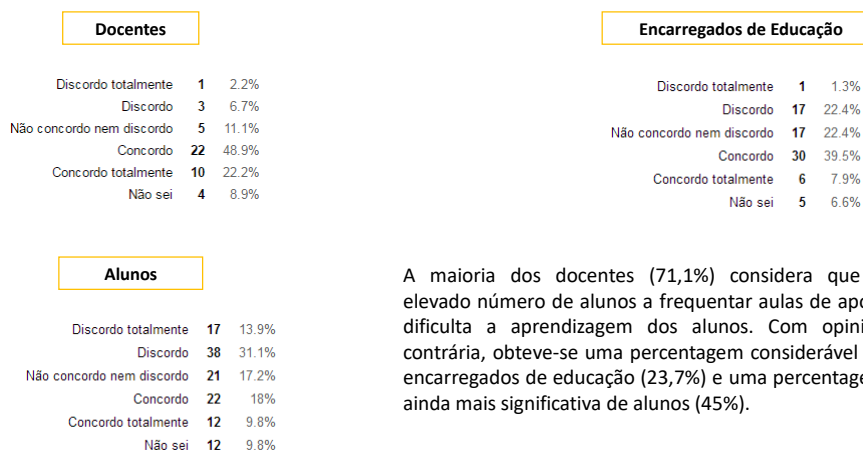 Docentes
Discordo totalmente 1 2.2%
Discordo 3 6.7%
Não concordo nem discordo 5 11.1%
Concordo 22 48.9%
Concordo totalmente 10 22.2%
Não sei 4 8.9%
Encarregados de Educação
Discordo totalmente 1 1.3%
Discordo 17 22.4%
Não concordo nem discordo 17 22.4%
Concordo 30 39.5%
Concordo totalmente 6 7.9%
Não sei 5 6.6%
Alunos
Discordo totalmente 17 13.9%
Discordo 38 31.1%
Não concordo nem discordo 21 17.2%
Concordo 22 18%
Concordo totalmente 12 9.8%
Não sei 12 9.8%
A maioria dos docentes (71,1%) considera que
elevado número de alunos a frequentar aulas de
dificulta a aprendizagem dos alunos. Com
contrária, obteve-se uma percentagem considerável
encarregados de educação (23,7%) e uma
ainda mais significativa de alunos (45%).